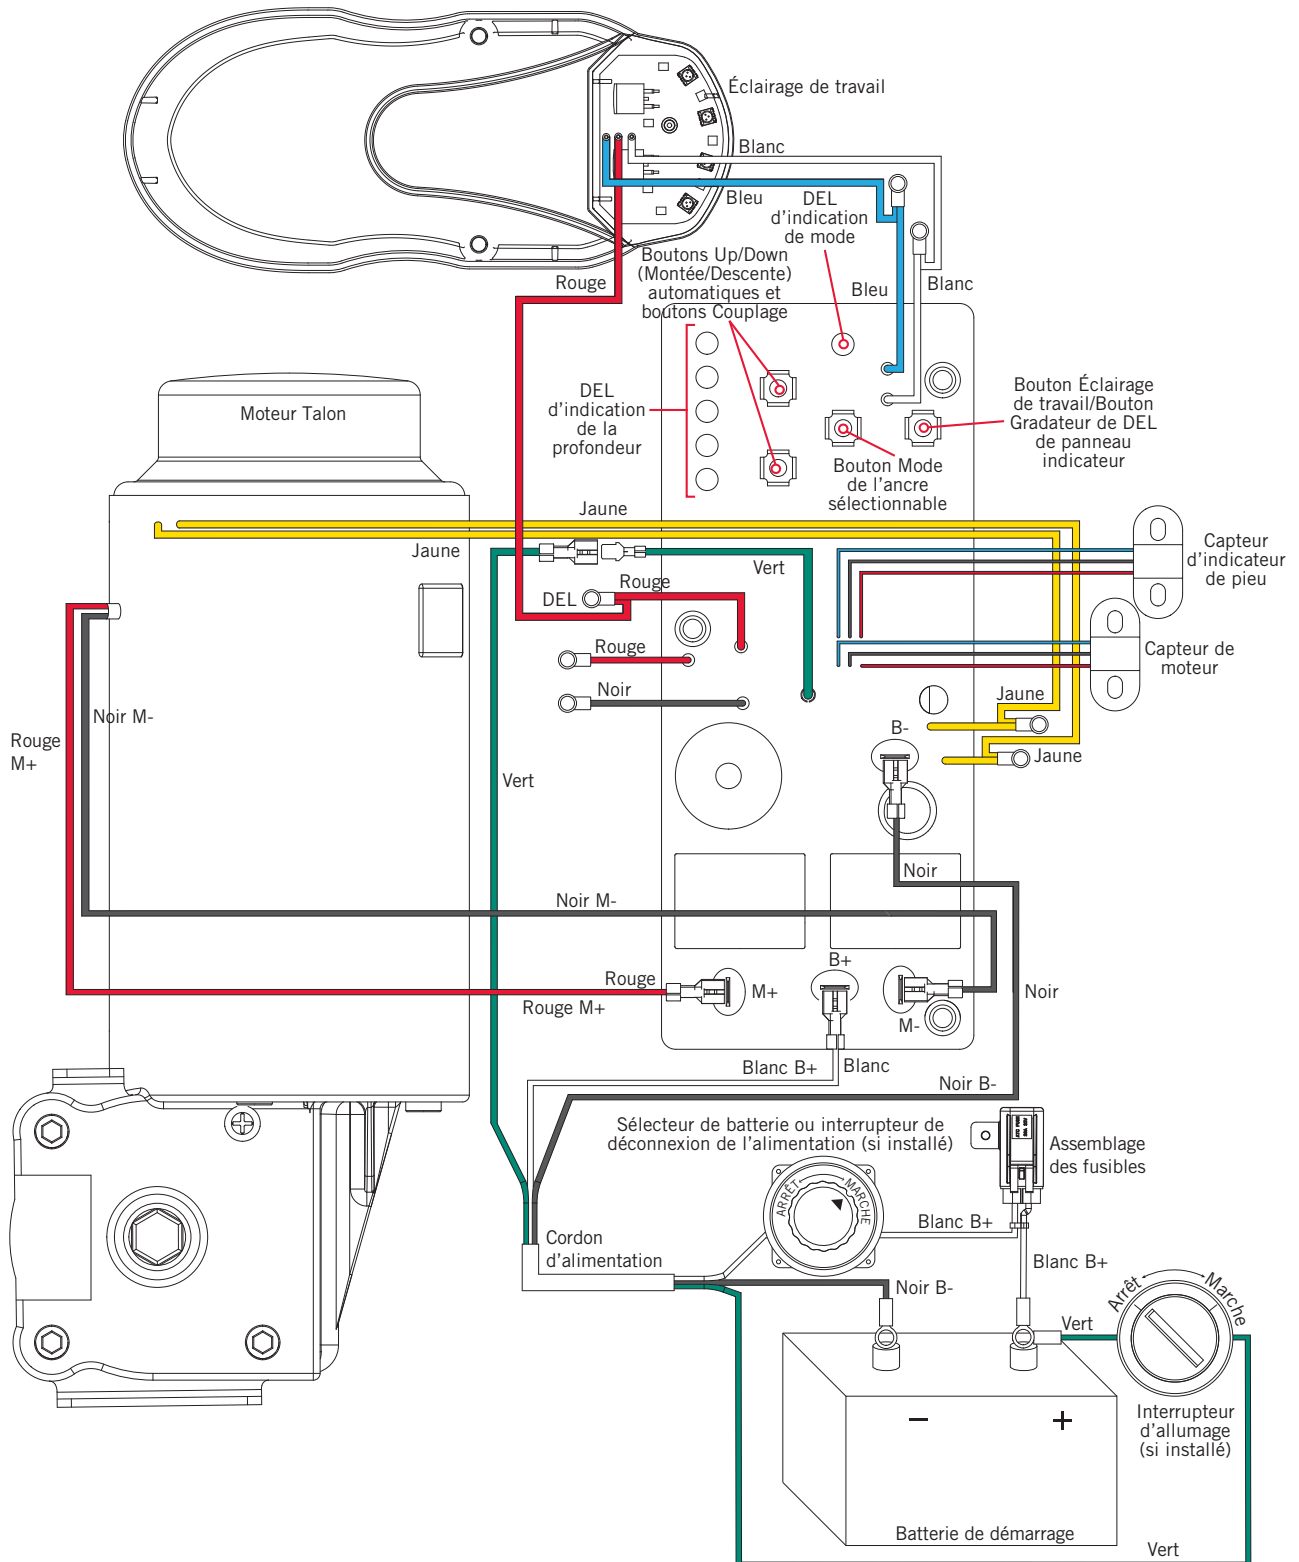 Éclairage de travail
Blanc
Bleu
DEL
d’indication
de mode
Boutons Up/Down
(Montée/Descente)
automatiques et
boutons Couplage
Rouge
Bleu
Blanc
Moteur Talon
DEL
d’indication
de la
profondeur
Bouton Éclairage
de travail/Bouton
Gradateur de DEL
de panneau
indicateur
Bouton Mode
de l’ancre
sélectionnable
Jaune
Jaune
Vert
Capteur
d’indicateur
de pieu
Rouge
DEL
Rouge
Noir
Capteur de
moteur
Jaune
Noir M-
Rouge
M+
B-
Jaune
Vert
Noir
Noir M-
B+
Rouge
M+
Rouge M+
M-
Noir
Blanc B+
Blanc
Noir B-
Sélecteur de batterie ou interrupteur de
déconnexion de l’alimentation (si installé)
Assemblage
des fusibles
ARRÊT
MARCHE
Blanc B+
Cordon
d’alimentation
Blanc B+
Noir B-
Arrêt
Marche
Vert
−
+
Interrupteur
d’allumage
(si installé)
Batterie de démarrage
Vert